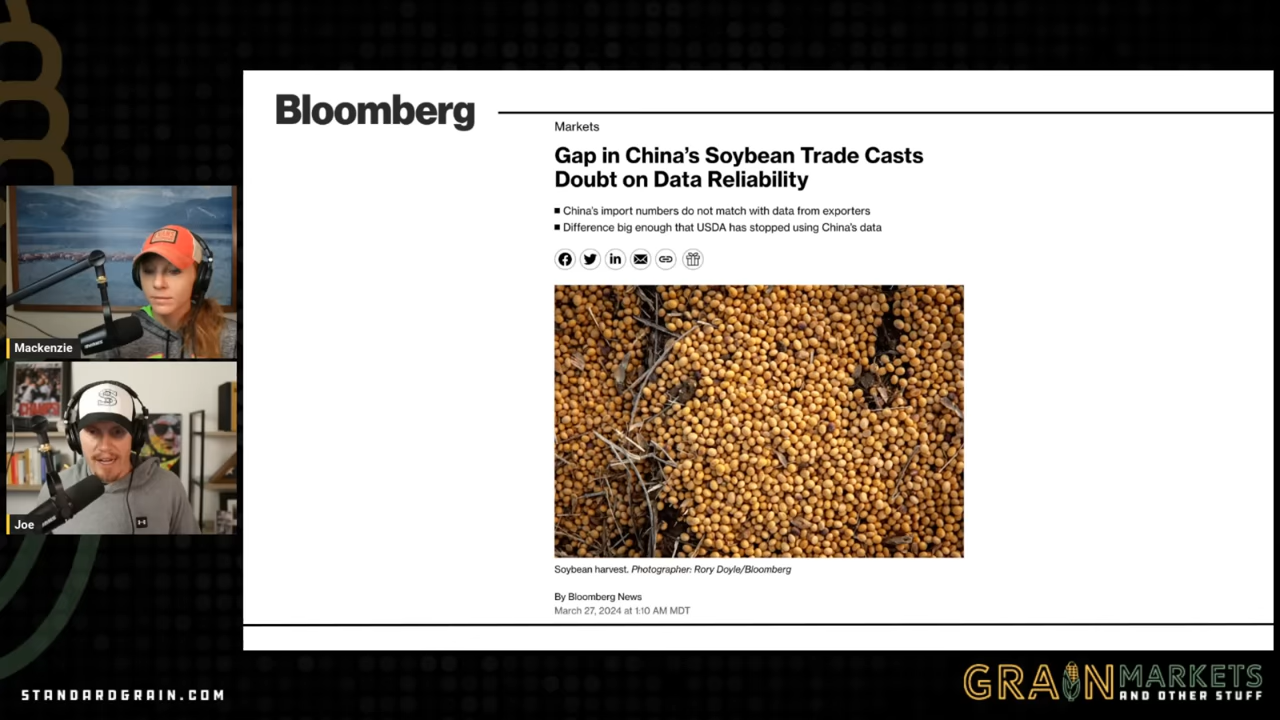 Bloomberg
Markets
Gap in China's Soybean Trade Casts
Doubt on Data Reliability
■ China's import numbers do not match with data from exporters
■ Difference big enough that USDA has stopped using China's data
in
Soybean harvest. Photographer: Rory Doyle/Bloomberg
By Bloomberg News
March 27, 2024 at 1:10 AM MDT
Mackenzie
CHAMPS
S
Joe
STANDARDGRAIN.COM
GRAIN MARKETS
AND OTHER STUFF